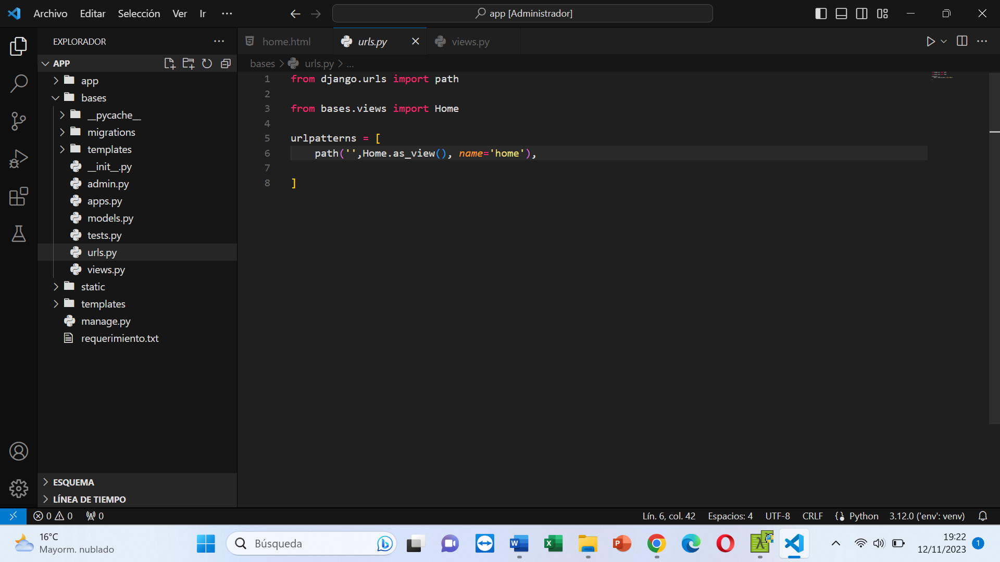 Archivo Editar Selección Ver Ir ... app [Administrador]
EXPLORADOR
home.html urls.py views.py
APP
bases > urls.py > ...
app
bases
__pycache__
migrations
templates
__init__.py
admin.py
apps.py
models.py
tests.py
urls.py
views.py
static
templates
manage.py
requerimiento.txt
1 from django.urls import path
2
3 from bases.views import Home
4
5 urlpatterns = [
6     path('',Home.as_view(), name='home'),
7
8 ]
ESQUEMA
LÍNEA DE TIEMPO
0 0 0 Lín. 6, col. 42 Espacios: 4 UTF-8 CRLF Python 3.12.0 ('env': venv)
16°C
Mayorm. nublado
Búsqueda
19:22
12/11/2023
1